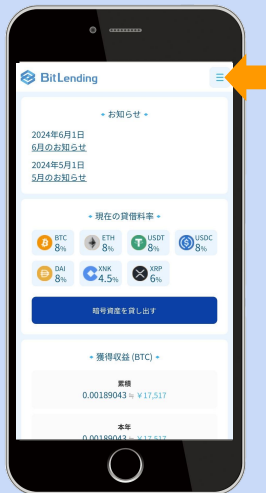 BitLending
お知らせ
2024年6月1日
6月のお知らせ
2024年5月1日
5月のお知らせ
現在の貸借料率
BTC
8%
ETH
8%
USDT
8%
USDC
8%
DAI
8%
XNK
4.5%
XRP
6%
暗号資産を貸し出す
獲得収益 (BTC)
累積
0.00189043 ≒ ¥17,517
本年
0.00189043 ≒ ¥17,517